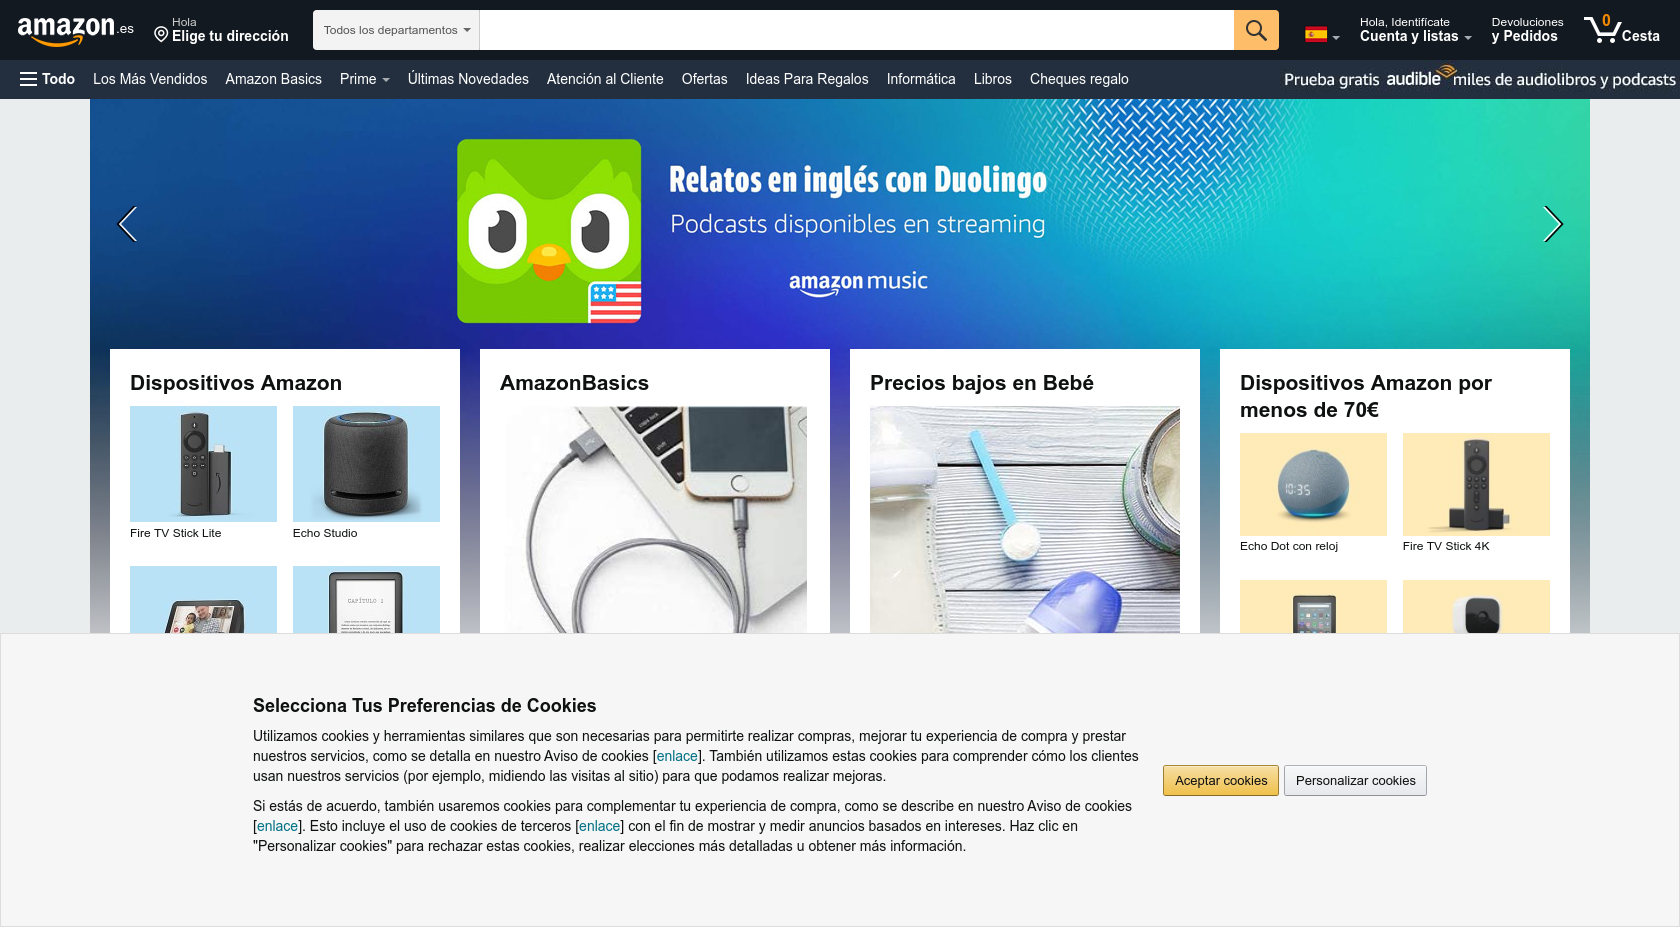 amazon.es
Hola
Elige tu dirección
Todos los departamentos
Hola, Identifícate
Cuenta y listas
Devoluciones
y Pedidos
0
Cesta
Todo
Los Más Vendidos
Amazon Basics
Prime
Últimas Novedades
Atención al Cliente
Ofertas
Ideas Para Regalos
Informática
Libros
Cheques regalo
Prueba gratis audible miles de audiolibros y podcasts
Relatos en inglés con Duolingo
Podcasts disponibles en streaming
amazon music
Dispositivos Amazon
Fire TV Stick Lite
Echo Studio
CAPÍTULO 1
AmazonBasics
Precios bajos en Bebé
Dispositivos Amazon por
menos de 70€
10:35
Echo Dot con reloj
Fire TV Stick 4K
Selecciona Tus Preferencias de Cookies
Utilizamos cookies y herramientas similares que son necesarias para permitirte realizar compras, mejorar tu experiencia de compra y prestar
nuestros servicios, como se detalla en nuestro Aviso de cookies [enlace]. También utilizamos estas cookies para comprender cómo los clientes
usan nuestros servicios (por ejemplo, midiendo las visitas al sitio) para que podamos realizar mejoras.
Si estás de acuerdo, también usaremos cookies para complementar tu experiencia de compra, como se describe en nuestro Aviso de cookies
[enlace]. Esto incluye el uso de cookies de terceros [enlace] con el fin de mostrar y medir anuncios basados en intereses. Haz clic en
"Personalizar cookies" para rechazar estas cookies, realizar elecciones más detalladas u obtener más información.
Aceptar cookies
Personalizar cookies